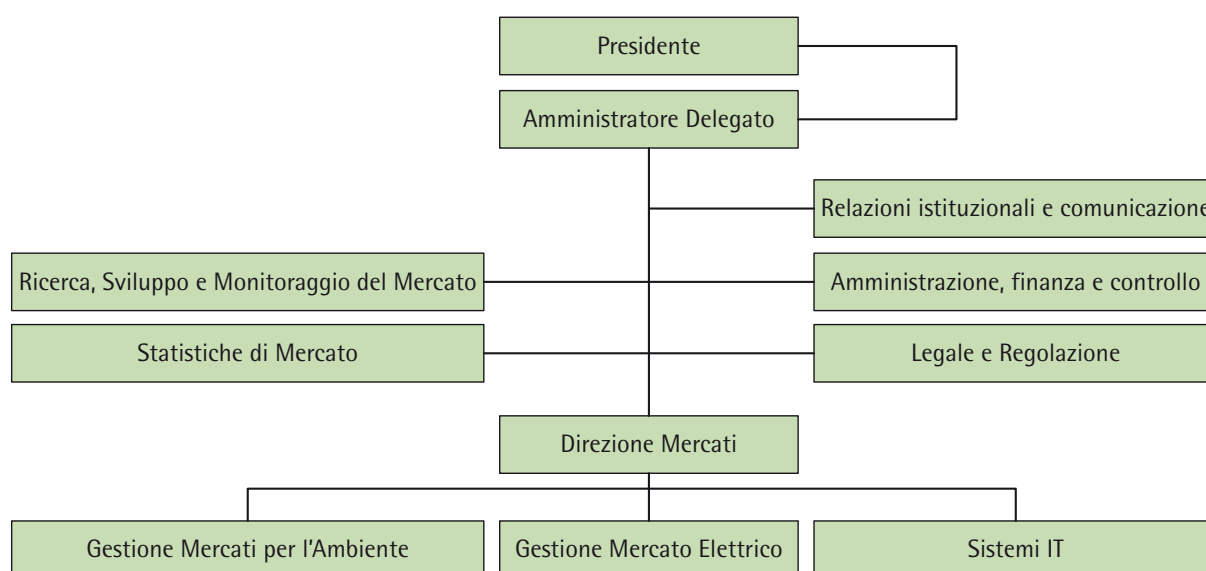 Presidente
Amministratore Delegato
Relazioni istituzionali e comunicazione
Ricerca, Sviluppo e Monitoraggio del Mercato
Amministrazione, finanza e controllo
Statistiche di Mercato
Legale e Regolazione
Direzione Mercati
Gestione Mercati per l'Ambiente
Gestione Mercato Elettrico
Sistemi IT